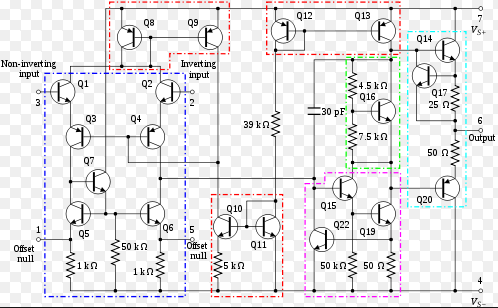 Q8
Q9
Q12
Q13
7
V_S+
Q14
Non-inverting
input
Inverting
input
3
Q1
Q2
2
4.5 kΩ
Q16
Q17
25 Ω
30 pF
6
Output
Q3
Q4
39 kΩ
7.5 kΩ
50 Ω
Q7
Q15
Q20
1
Q5
Q6
5
Q10
Q11
Q22
Q19
Offset
null
Offset
null
50 kΩ
1 kΩ
1 kΩ
5 kΩ
50 kΩ
50 Ω
4
V_S−